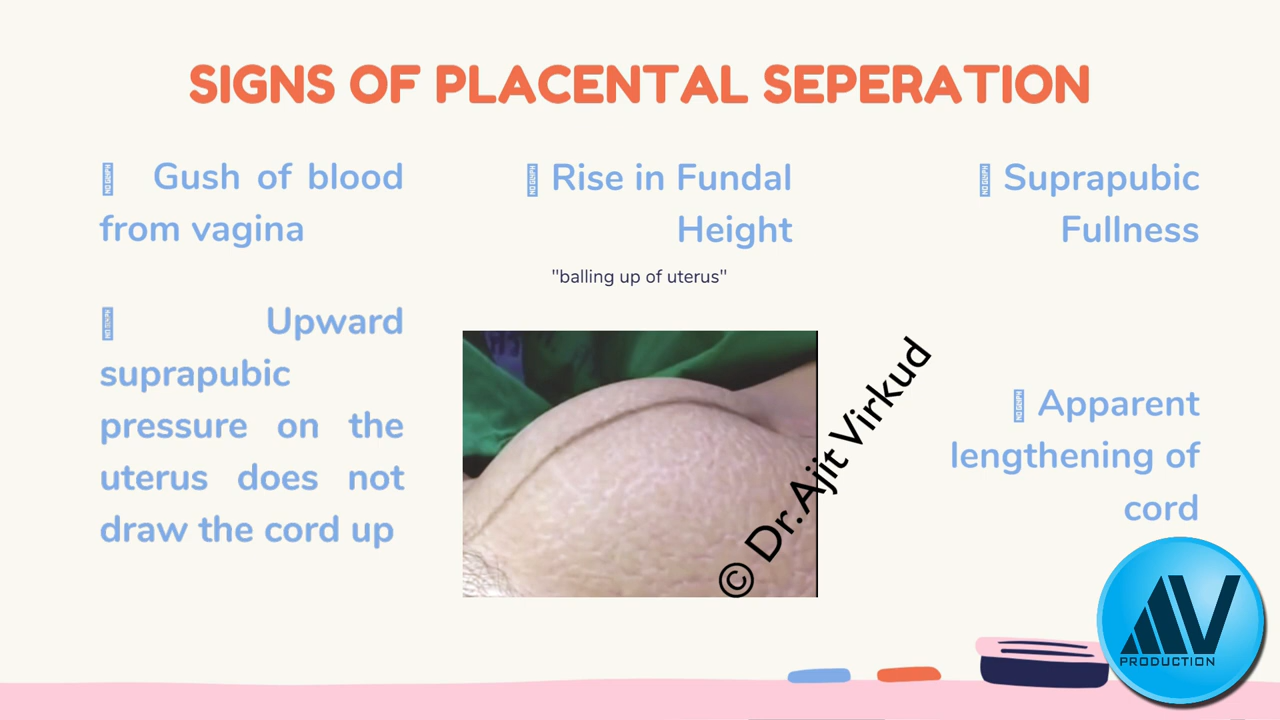 SIGNS OF PLACENTAL SEPERATION
Gush of blood
from vagina
Rise in Fundal
Height
"balling up of uterus"
Suprapubic
Fullness
Upward
suprapubic
pressure on the
uterus does not
draw the cord up
Apparent
lengthening of
cord
© Dr.Ajit Virkud
AV
PRODUCTION